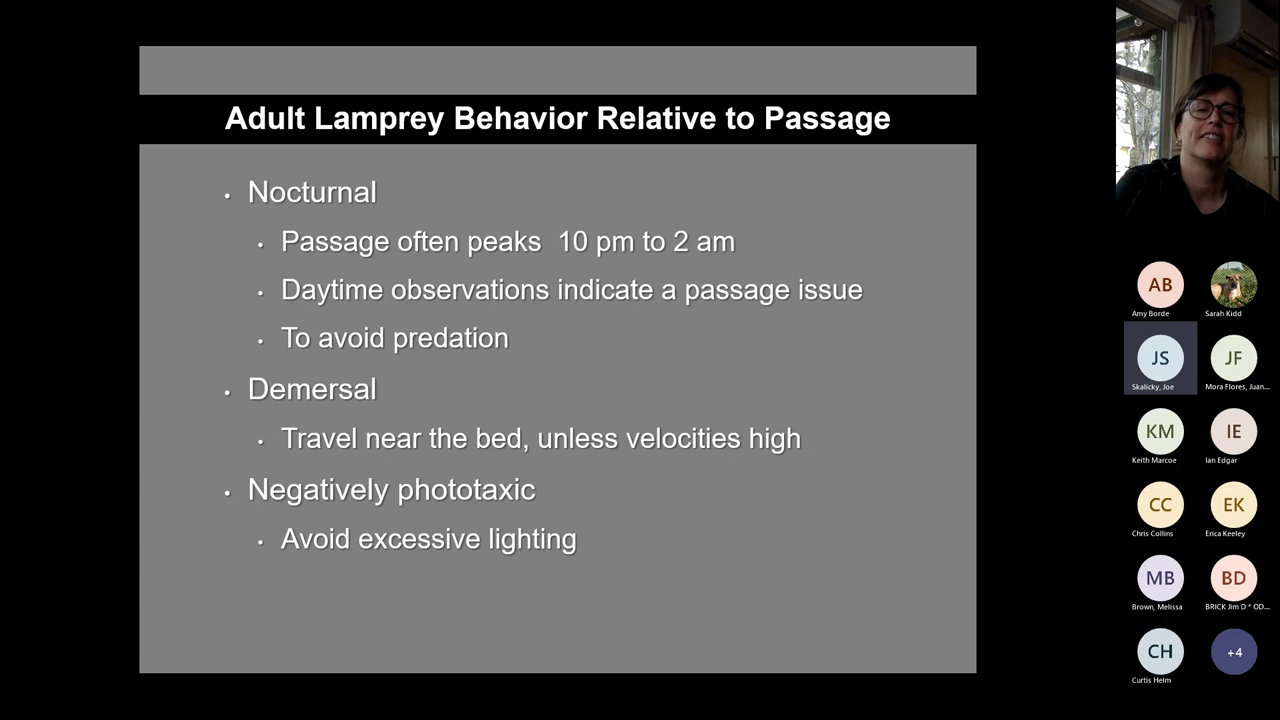 Adult Lamprey Behavior Relative to Passage
• Nocturnal
• Passage often peaks  10 pm to 2 am
• Daytime observations indicate a passage issue
• To avoid predation
• Demersal
• Travel near the bed, unless velocities high
• Negatively phototaxic
• Avoid excessive lighting
AB
Amy Borde
Sarah Kidd
JS
Skalicky, Joe
JF
Mora Flores, Juan...
KM
Keith Marcoe
IE
Ian Edgar
CC
Chris Collins
EK
Erica Keeley
MB
Brown, Melissa
BD
BRICK Jim D * OD...
CH
Curtis Helm
+4